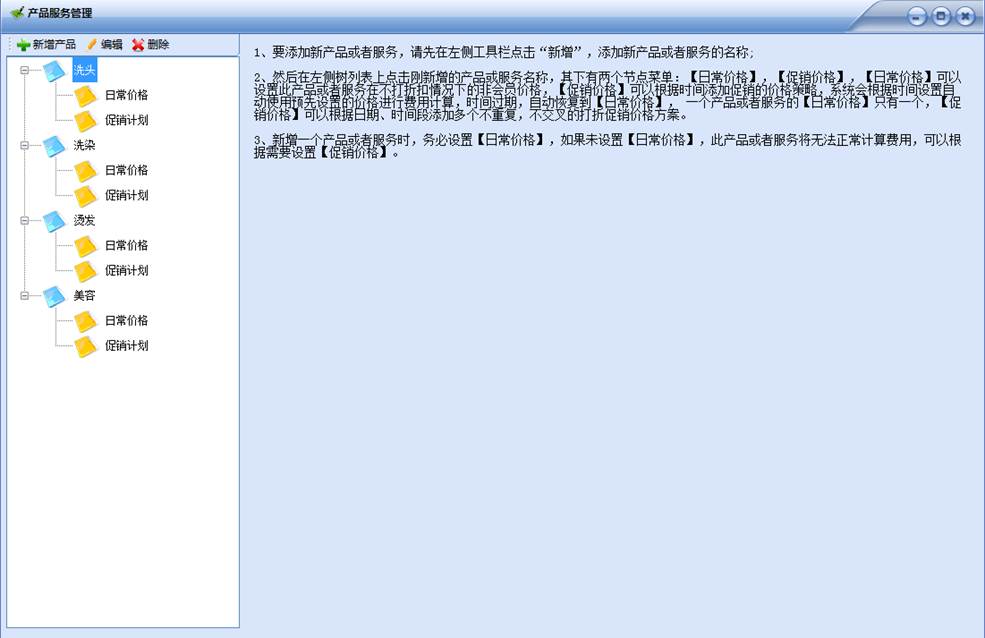 产品服务管理
新增产品 编辑 删除
洗头
日常价格
促销计划
洗染
日常价格
促销计划
烫发
日常价格
促销计划
美容
日常价格
促销计划
1、要添加新产品或者服务，请先在左侧工具栏点击“新增”，添加新产品或者服务的名称；
2、然后在左侧树列表上点击刚新增的产品或服务名称，其下有两个节点菜单：【日常价格】，【促销价格】，【日常价格】可以
设置此产品或者服务在不打折扣情况下的非会员价格，【促销价格】可以根据时间添加促销的价格策略，系统会根据时间设置自
动使用预先设置的价格进行费用计算，时间过期，自动恢复到【日常价格】， 一个产品或者服务的【日常价格】只有一个，【促
销价格】可以根据日期、时间段添加多个不重复，不交叉的打折促销价格方案。
3、新增一个产品或者服务时，务必设置【日常价格】，如果未设置【日常价格】，此产品或者服务将无法正常计算费用，可以根
据需要设置【促销价格】。